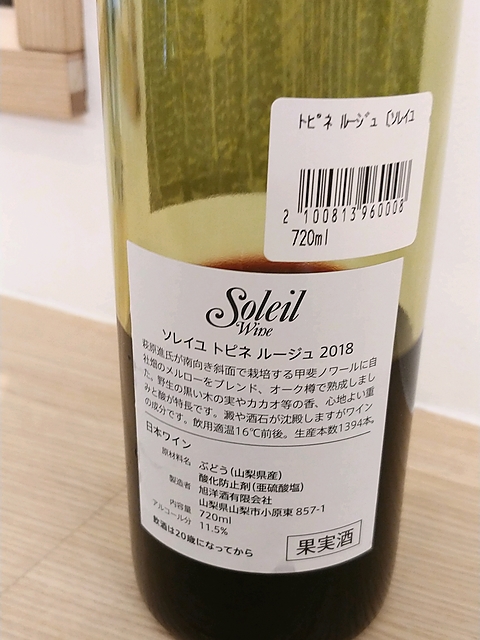 トピネ ルージュ (ソレイユ
2 100813 960008
720ml
Soleil
Wine
ソレイユ トピネ ルージュ 2018
萩原進氏が南向き斜面で栽培する甲斐ノワールに自
社畑のメルローをブレンド、オーク樽で熟成しまし
た。野生の黒い木の実やカカオ等の香、心地よい重
みと酸が特長です。澱や酒石が沈殿しますがワイン
の成分です。飲用適温16℃前後。生産本数1394本。
日本ワイン
原材料名 ぶどう(山梨県産)
酸化防止剤(亜硫酸塩)
製造者 旭洋酒有限会社
山梨県山梨市小原東 857-1
内容量 720ml
アルコール分 11.5%
飲酒は20歳になってから
果実酒